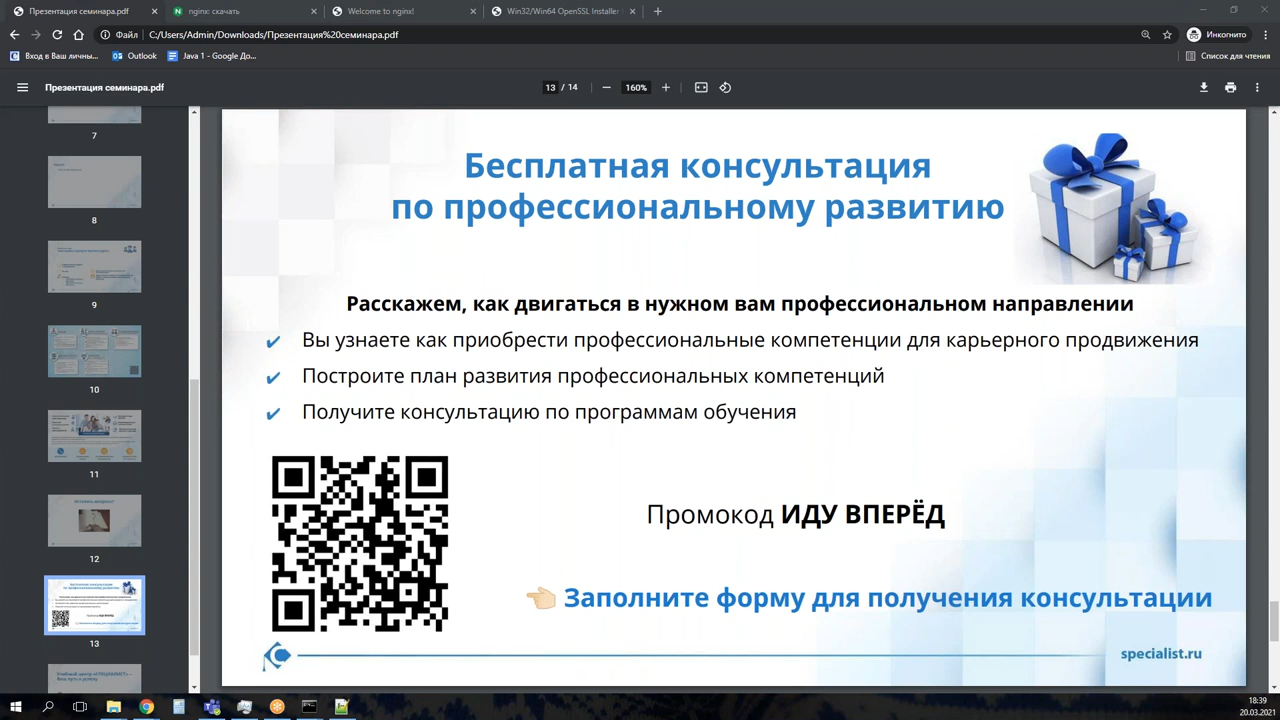 Презентация семинара.pdf
nginx: скачать
Welcome to nginx!
Win32/Win64 OpenSSL Installer
Файл
C:/Users/Admin/Downloads/Презентация%20семинара.pdf
Инкогнито
Вход в Ваш личны...
Outlook
Java 1 - Google До...
Список для чтения
Презентация семинара.pdf
13 / 14
160%
7
8
9
10
11
12
13
Бесплатная консультация
по профессиональному развитию
Расскажем, как двигаться в нужном вам профессиональном направлении
✔ Вы узнаете как приобрести профессиональные компетенции для карьерного продвижения
✔ Построите план развития профессиональных компетенций
✔ Получите консультацию по программам обучения
Промокод ИДУ ВПЕРЁД
Заполните форму для получения консультации
specialist.ru
18:39
20.03.2021